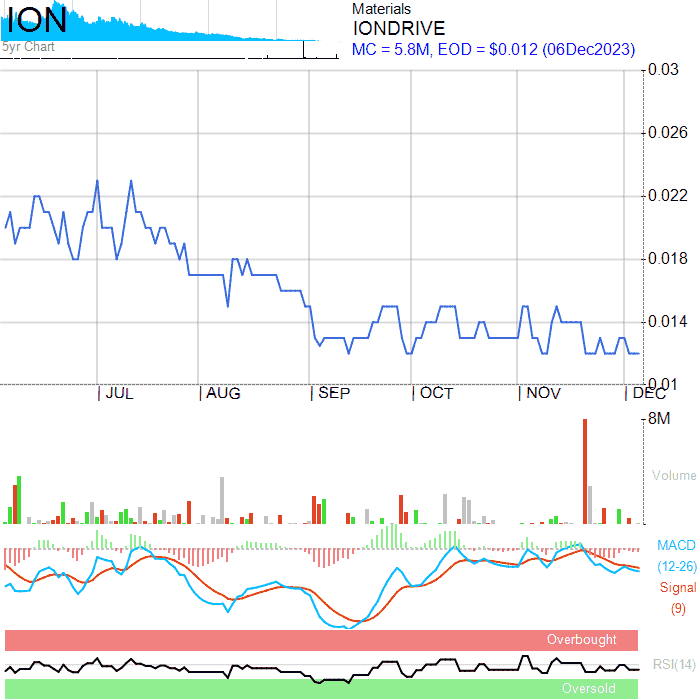 ION
5yr Chart
Materials
IONDRIVE
MC = 5.8M, EOD = $0.012 (06Dec2023)
0.03
0.026
0.022
0.018
0.014
0.01
JUL AUG SEP OCT NOV DEC
8M
Volume
MACD
(12-26)
Signal
(9)
Overbought
RSI(14)
Oversold